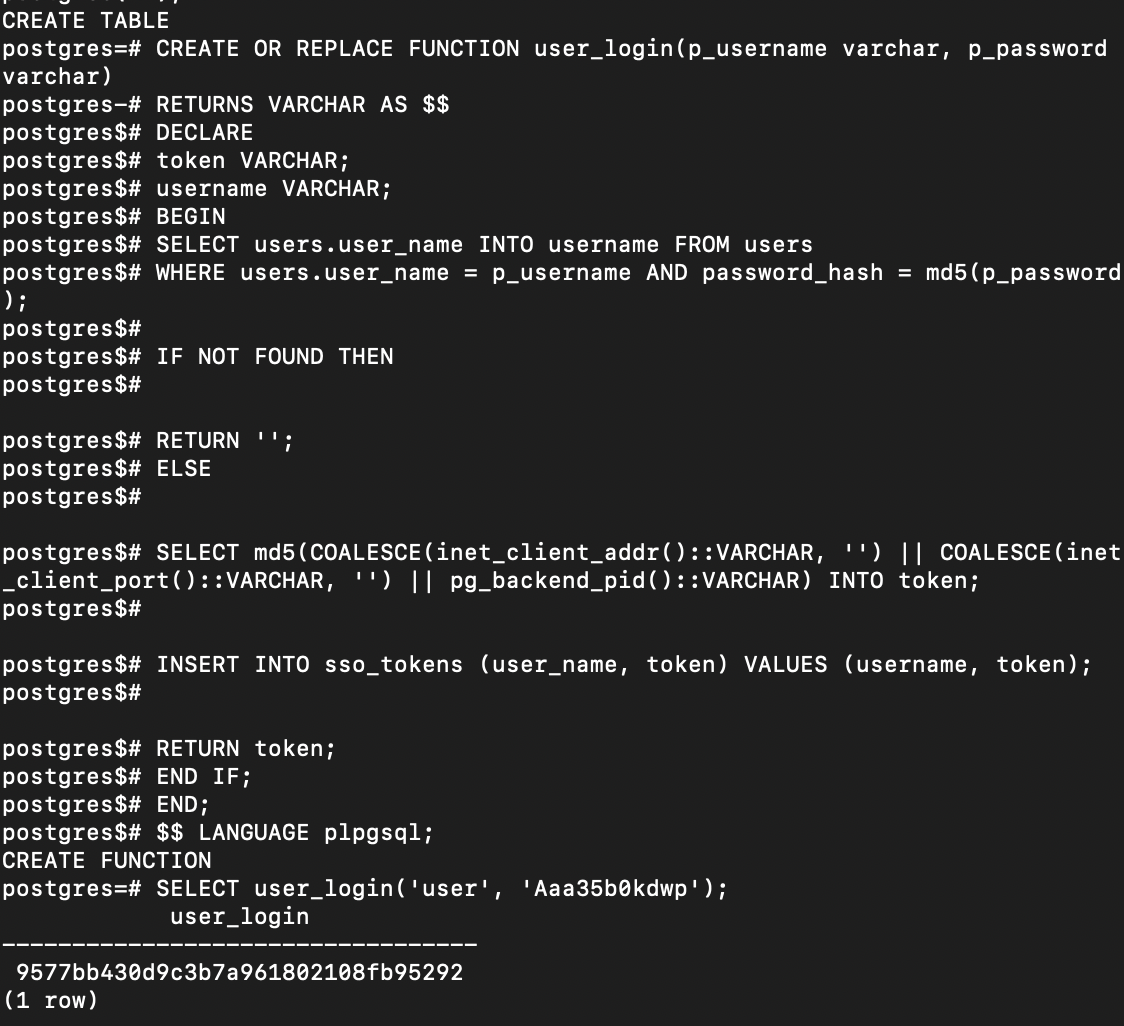 CREATE TABLE
postgres=# CREATE OR REPLACE FUNCTION user_login(p_username varchar, p_password
varchar)
postgres-# RETURNS VARCHAR AS $$
postgres$# DECLARE
postgres$# token VARCHAR;
postgres$# username VARCHAR;
postgres$# BEGIN
postgres$# SELECT users.user_name INTO username FROM users
postgres$# WHERE users.user_name = p_username AND password_hash = md5(p_password
);
postgres$#
postgres$# IF NOT FOUND THEN
postgres$#
postgres$# RETURN '';
postgres$# ELSE
postgres$#
postgres$# SELECT md5(COALESCE(inet_client_addr()::VARCHAR, '') || COALESCE(inet
_client_port()::VARCHAR, '') || pg_backend_pid()::VARCHAR) INTO token;
postgres$#
postgres$# INSERT INTO sso_tokens (user_name, token) VALUES (username, token);
postgres$#
postgres$# RETURN token;
postgres$# END IF;
postgres$# END;
postgres$# $$ LANGUAGE plpgsql;
CREATE FUNCTION
postgres=# SELECT user_login('user', 'Aaa35b0kdwp');
user_login
----------------------------------
9577bb430d9c3b7a961802108fb95292
(1 row)